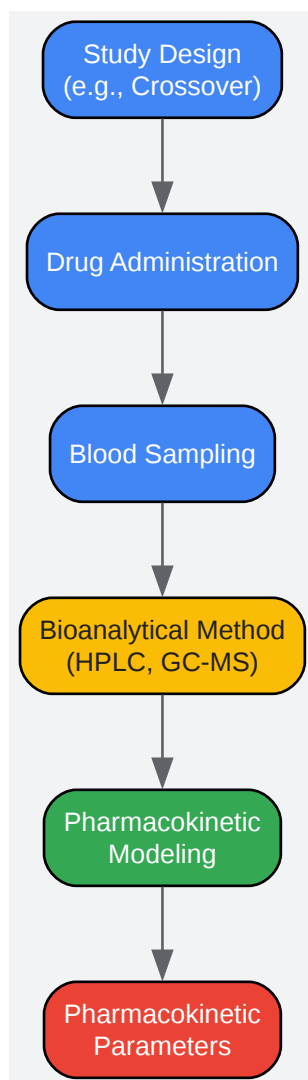 Study Design
(e.g., Crossover)
Drug Administration
Blood Sampling
Bioanalytical Method
(HPLC, GC-MS)
Pharmacokinetic
Modeling
Pharmacokinetic
Parameters